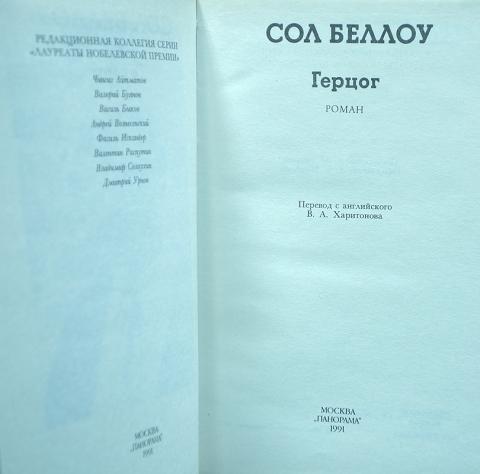 РЕДАКЦИОННАЯ КОЛЛЕГИЯ СЕРИИ
«ЛАУРЕАТЫ НОБЕЛЕВСКОЙ ПРЕМИИ»
Чингиз Айтматов
Валерий
Василь Быков
Андрей Вознесенский
Фазиль Искандер
Валентин Распутин
Владимир Солоухин
Дмитрий Урнов
МОСКВА
„ПАНОРАМА"
1991
СОЛ БЕЛЛОУ
Герцог
РОМАН
Перевод с английского
В. А. Харитонова
МОСКВА
„ПАНОРАМА"
1991